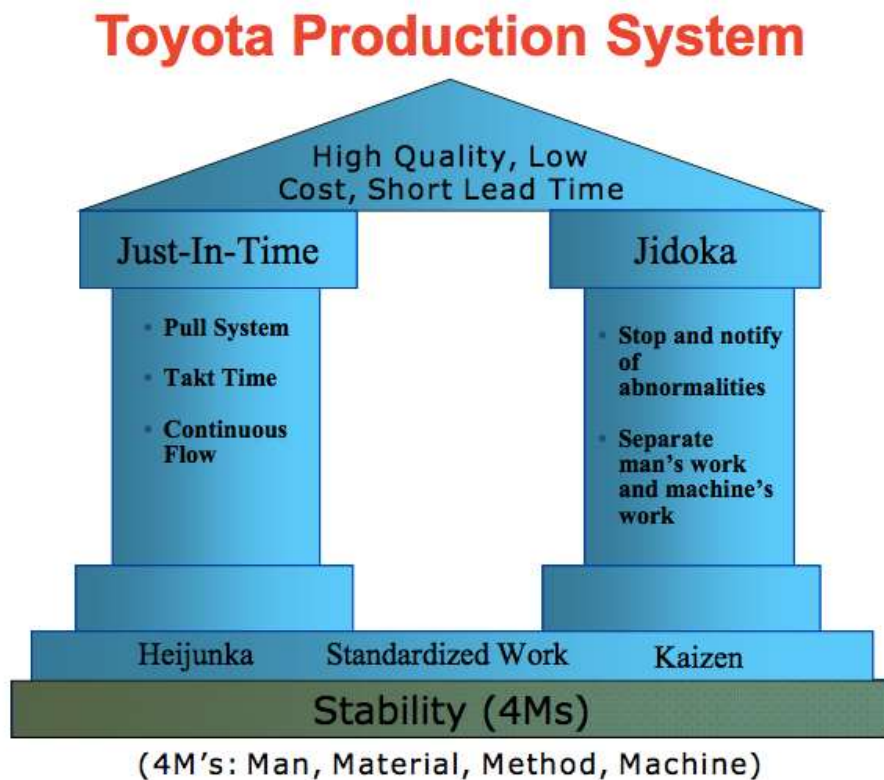 Toyota Production System
High Quality, Low
Cost, Short Lead Time
Just-In-Time
• Pull System
• Takt Time
• Continuous
Flow
Jidoka
• Stop and notify
of
abnormalities
• Separate
man's work
and machine's
work
Heijunka Standardized Work Kaizen
Stability (4Ms)
(4M's: Man, Material, Method, Machine)